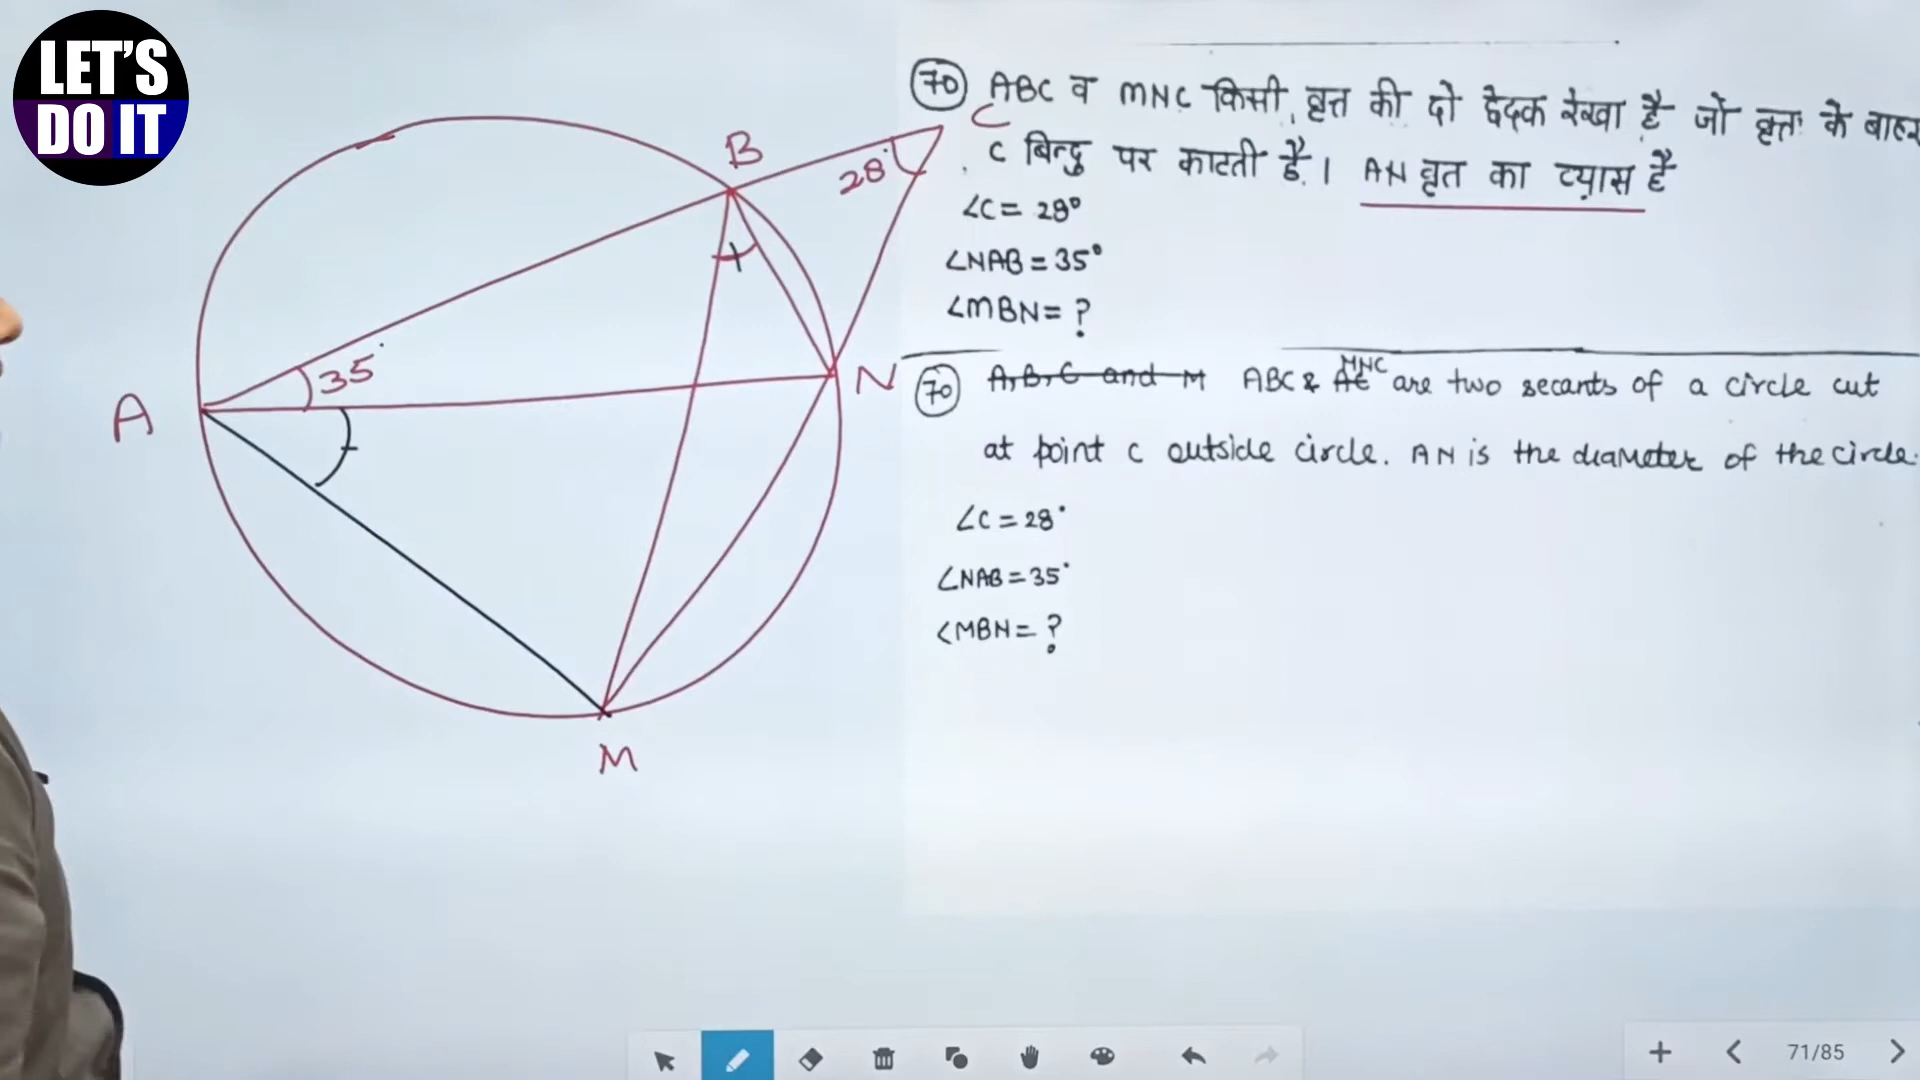 LET'S
DO IT
70 ABC व MNC किसी वृत्त की दो छेदक रेखा है जो वृत्त के बाहर
C बिन्दु पर काटती है। AN वृत का व्यास है
∠C = 28°
∠NAB = 35°
∠MBN = ?
70 A, B, C and M ABC & AE MNC are two secants of a circle cut
at point C outside circle. AN is the diameter of the circle.
∠C = 28°
∠NAB = 35°
∠MBN = ?
B
C
28°
35°
A
N
M
71/85